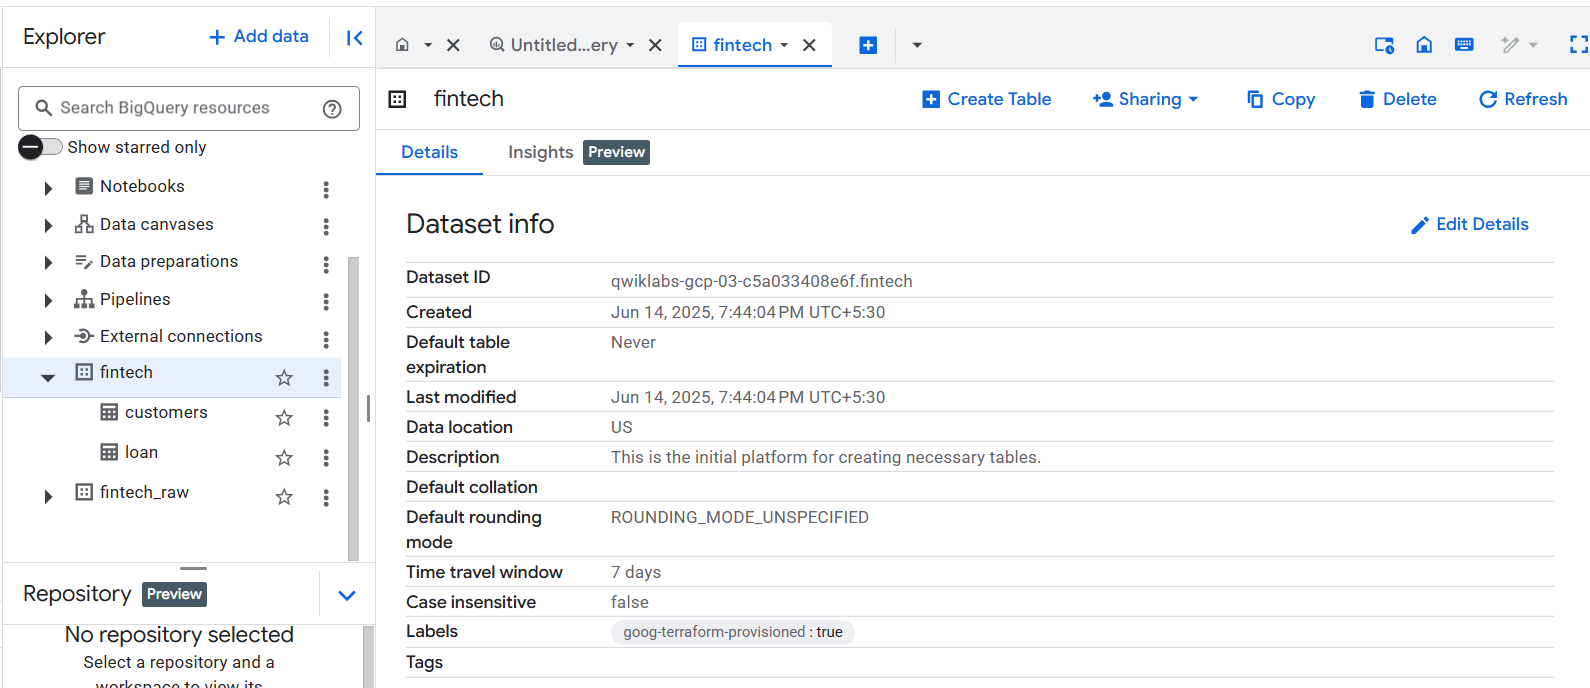 Explorer
+ Add data
Search BigQuery resources
Show starred only
Notebooks
Data canvases
Data preparations
Pipelines
External connections
fintech
customers
loan
fintech_raw
Repository Preview
No repository selected
Select a repository and a
workspace to view its
Untitled...ery
fintech
fintech
Create Table
Sharing
Copy
Delete
Refresh
Details
Insights Preview
Dataset info
Edit Details
Dataset ID qwiklabs-gcp-03-c5a033408e6f.fintech
Created Jun 14, 2025, 7:44:04 PM UTC+5:30
Default table Never
expiration
Last modified Jun 14, 2025, 7:44:04 PM UTC+5:30
Data location US
Description This is the initial platform for creating necessary tables.
Default collation
Default rounding ROUNDING_MODE_UNSPECIFIED
mode
Time travel window 7 days
Case insensitive false
Labels goog-terraform-provisioned : true
Tags